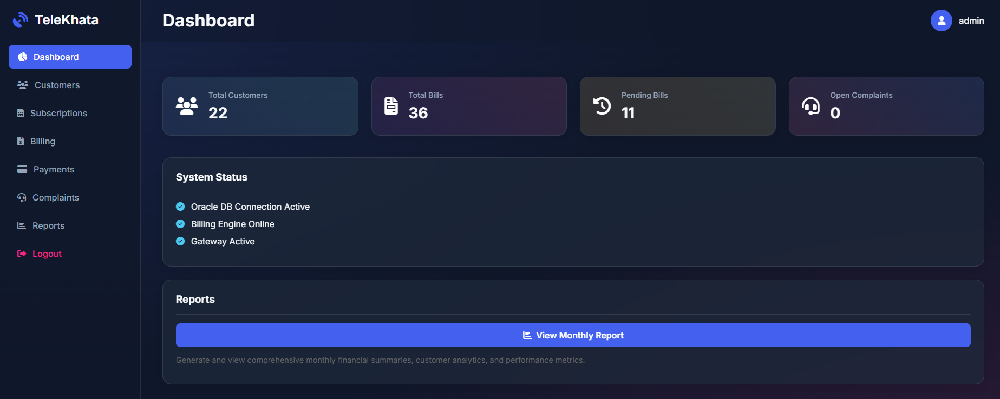 TeleKhata
Dashboard
Customers
Subscriptions
Billing
Payments
Complaints
Reports
Logout
Dashboard
admin
Total Customers
22
Total Bills
36
Pending Bills
11
Open Complaints
0
System Status
Oracle DB Connection Active
Billing Engine Online
Gateway Active
Reports
View Monthly Report
Generate and view comprehensive monthly financial summaries, customer analytics, and performance metrics.